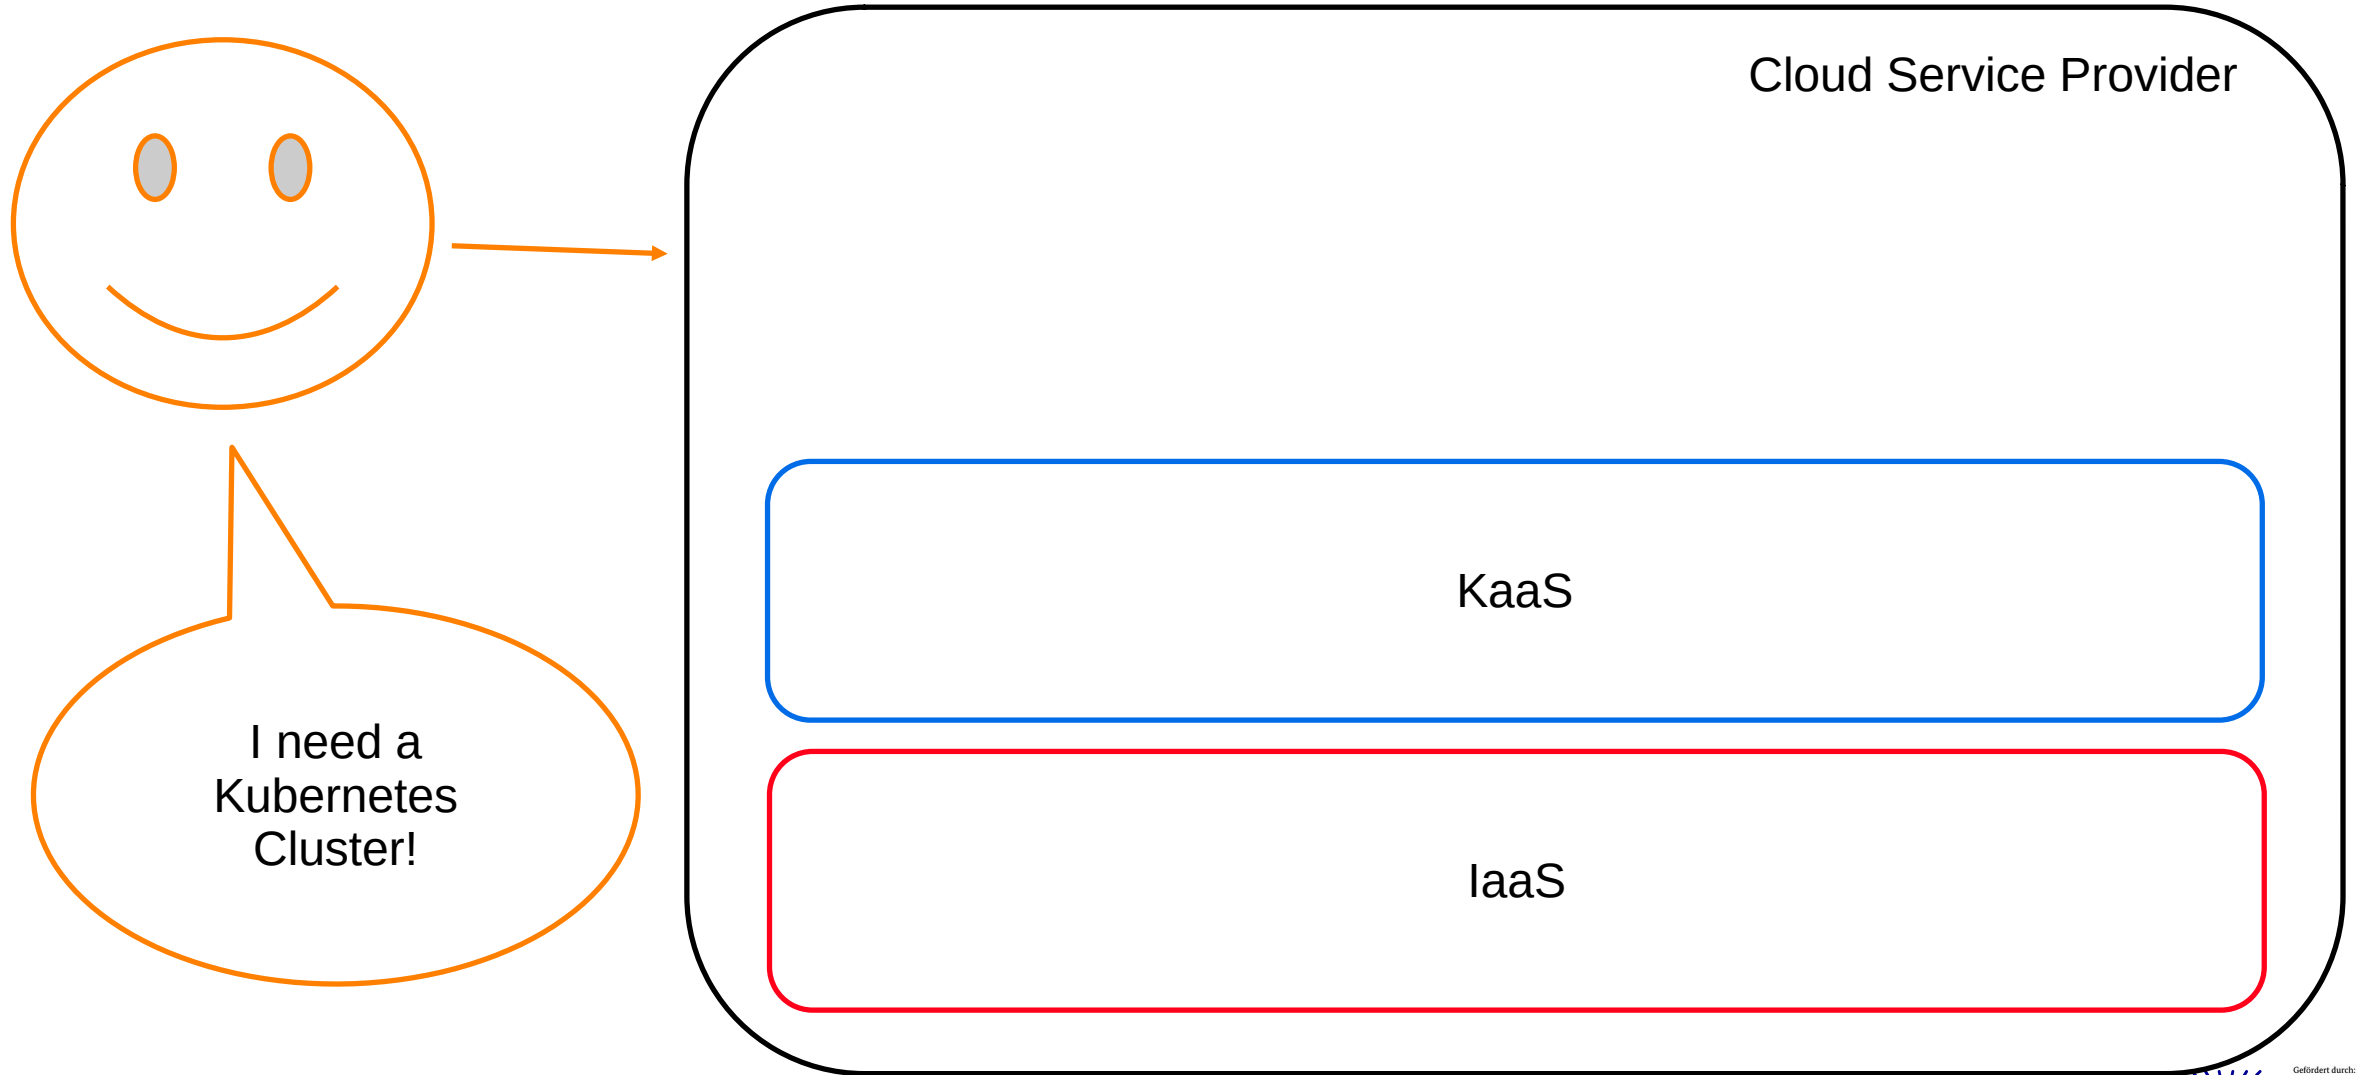 Cloud Service Provider
KaaS
I need a
Kubernetes
Cluster!
IaaS
Gefördert durch: